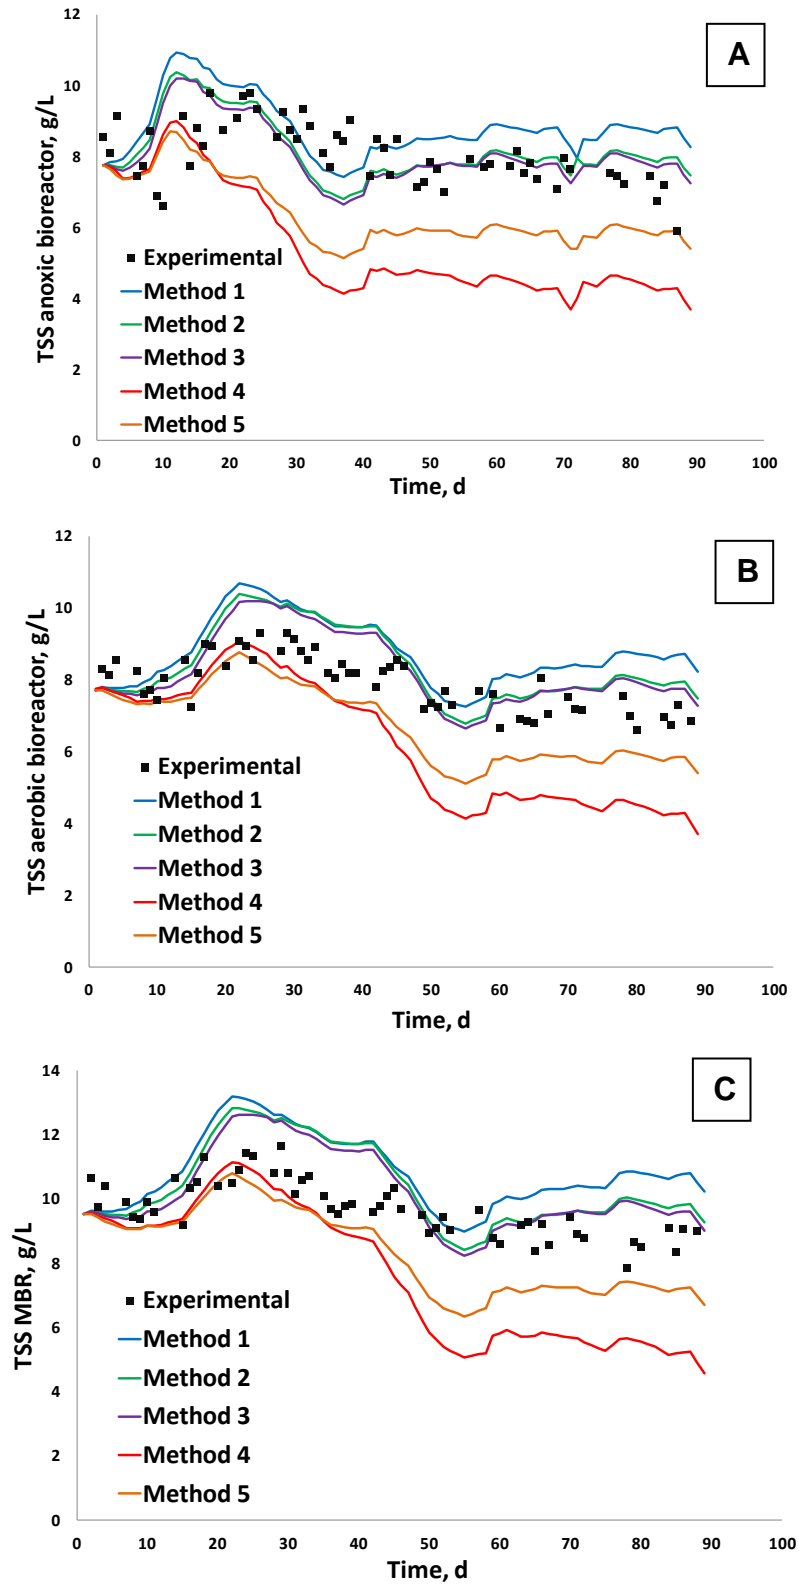 A
12
10
8
6
4
2
0
TSS anoxic bioreactor, g/L
Experimental
Method 1
Method 2
Method 3
Method 4
Method 5
0 10 20 30 40 50 60 70 80 90 100
Time, d
B
12
10
8
6
4
2
0
TSS aerobic bioreactor, g/L
Experimental
Method 1
Method 2
Method 3
Method 4
Method 5
0 10 20 30 40 50 60 70 80 90 100
Time, d
C
14
12
10
8
6
4
2
0
TSS MBR, g/L
Experimental
Method 1
Method 2
Method 3
Method 4
Method 5
0 10 20 30 40 50 60 70 80 90 100
Time, d